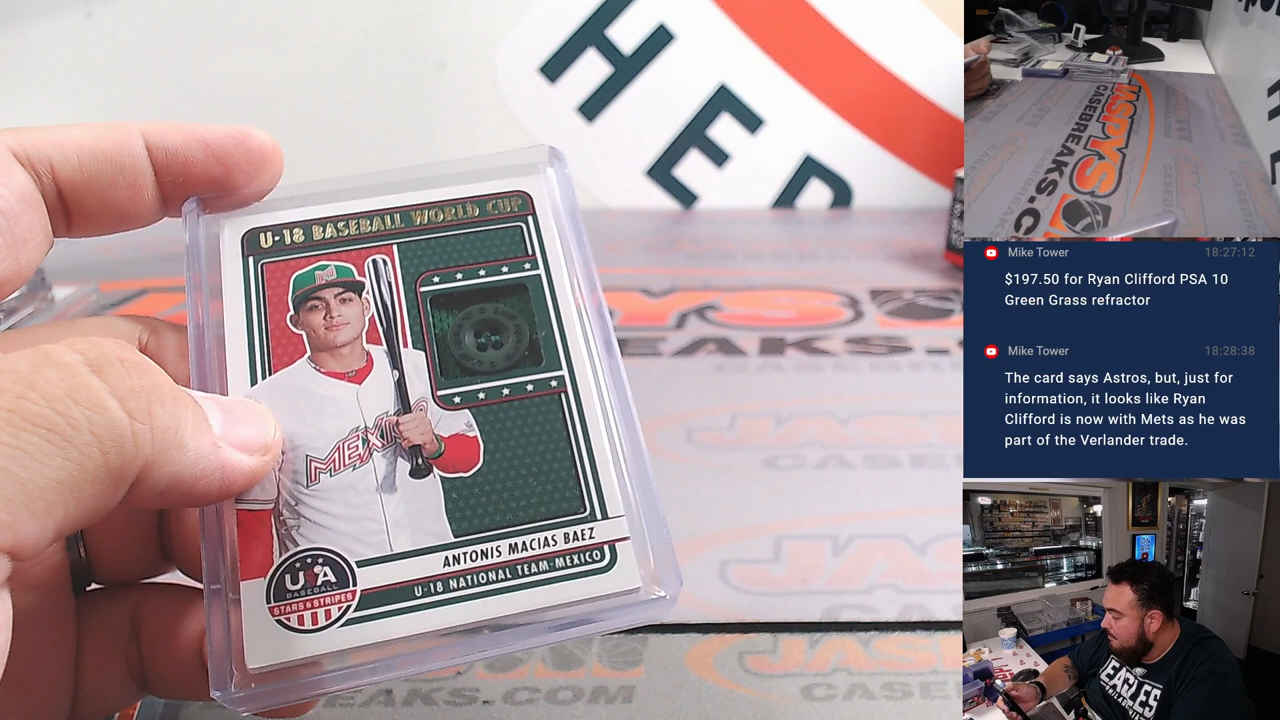 HER
U-18 BASEBALL WORLD CUP
MEXICO
ANTONIS MACIAS BAEZ
U-18 NATIONAL TEAM-MEXICO
USA
BASEBALL
STARS & STRIPES
JASPYS
CASEBREAKS.COM
Mike Tower 18:27:12
$197.50 for Ryan Clifford PSA 10
Green Grass refractor
Mike Tower 18:28:38
The card says Astros, but, just for
information, it looks like Ryan
Clifford is now with Mets as he was
part of the Verlander trade.
EAGLES